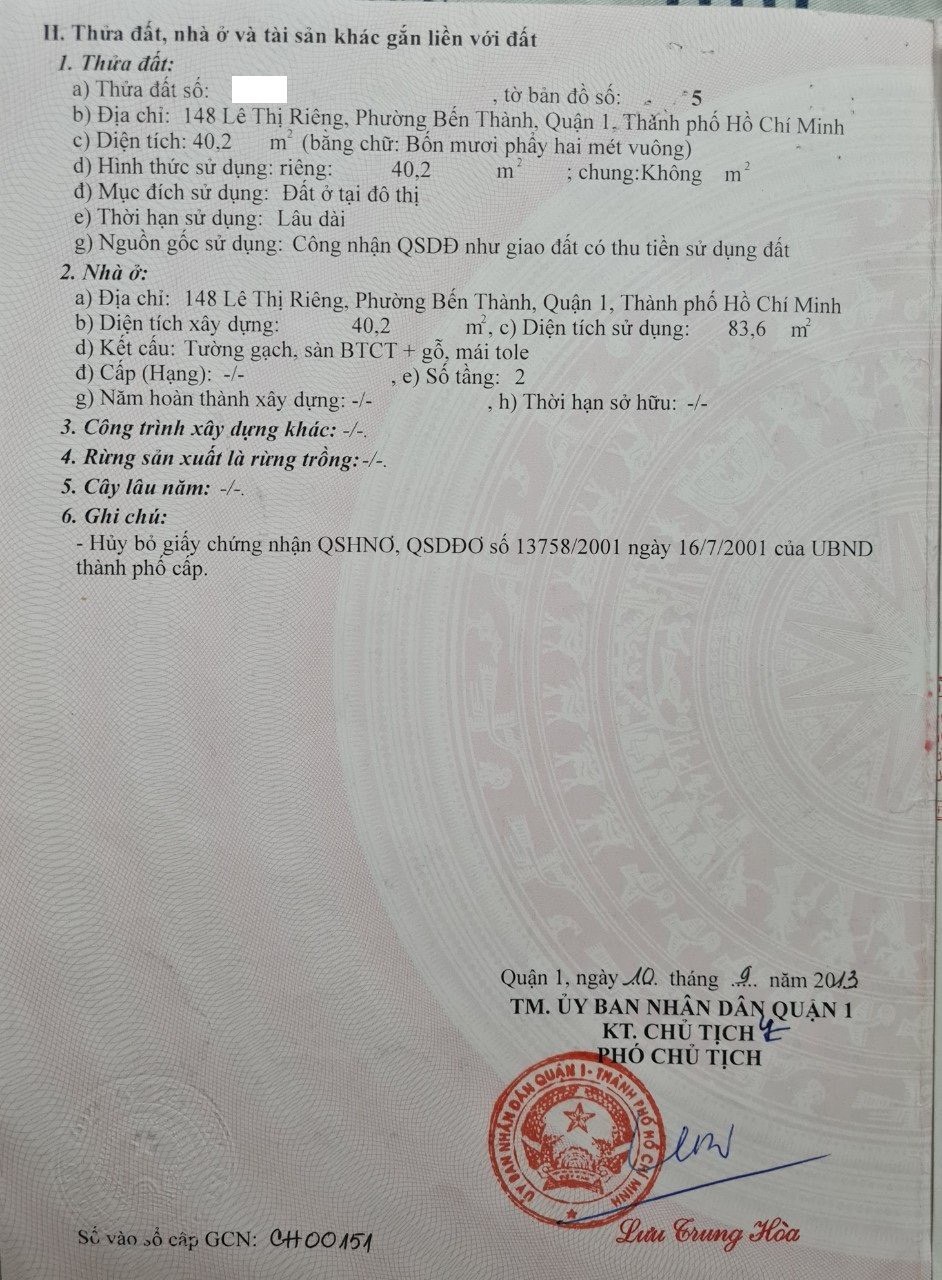 II. Thửa đất, nhà ở và tài sản khác gắn liền với đất
1. Thửa đất:
a) Thửa đất số: , tờ bản đồ số: 5
b) Địa chỉ: 148 Lê Thị Riêng, Phường Bến Thành, Quận 1, Thành phố Hồ Chí Minh
c) Diện tích: 40,2 m² (bằng chữ: Bốn mươi phẩy hai mét vuông)
d) Hình thức sử dụng: riêng: 40,2 m² ; chung:Không m²
đ) Mục đích sử dụng: Đất ở tại đô thị
e) Thời hạn sử dụng: Lâu dài
g) Nguồn gốc sử dụng: Công nhận QSDĐ như giao đất có thu tiền sử dụng đất
2. Nhà ở:
a) Địa chỉ: 148 Lê Thị Riêng, Phường Bến Thành, Quận 1, Thành phố Hồ Chí Minh
b) Diện tích xây dựng: 40,2 m², c) Diện tích sử dụng: 83,6 m²
d) Kết cấu: Tường gạch, sàn BTCT + gỗ, mái tole
đ) Cấp (Hạng): -/- , e) Số tầng: 2
g) Năm hoàn thành xây dựng: -/- , h) Thời hạn sở hữu: -/-
3. Công trình xây dựng khác: -/-.
4. Rừng sản xuất là rừng trồng: -/-.
5. Cây lâu năm: -/-.
6. Ghi chú:
- Hủy bỏ giấy chứng nhận QSHNƠ, QSDĐƠ số 13758/2001 ngày 16/7/2001 của UBND
thành phố cấp.
Quận 1, ngày 10. tháng .9.. năm 2013
TM. ỦY BAN NHÂN DÂN QUẬN 1
KT. CHỦ TỊCH
PHÓ CHỦ TỊCH
ỦY BAN NHÂN DÂN QUẬN 1 - THÀNH PHỐ HỒ CHÍ MINH
Lưu Trung Hòa
Số vào sổ cấp GCN: CH00151